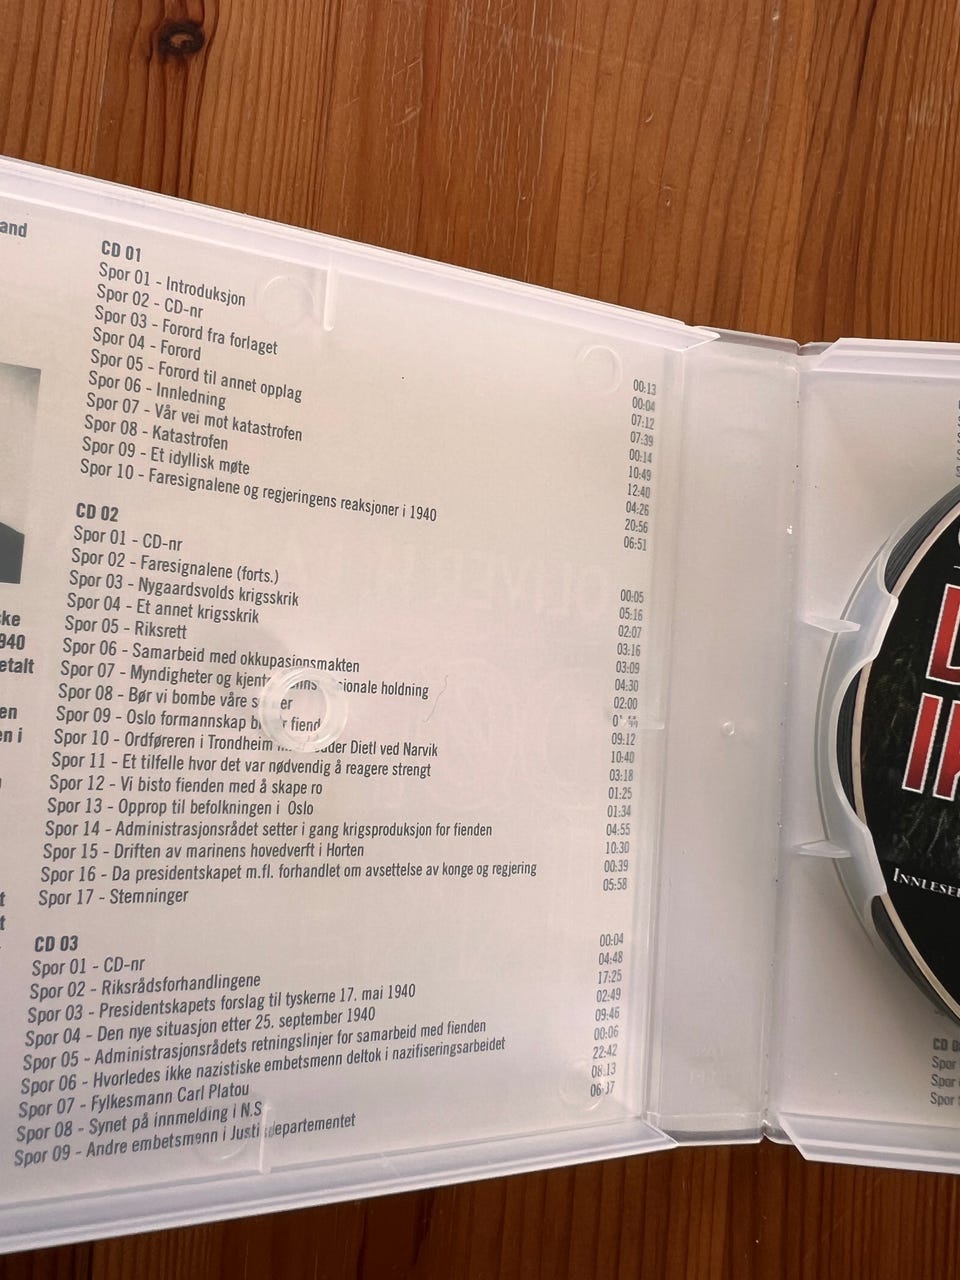 and
ke
940
etalt
en
en i
t
t
CD 01
Spor 01 - Introduksjon 00:13
Spor 02 - CD-nr 00:04
Spor 03 - Forord fra forlaget 07:12
Spor 04 - Forord 07:39
Spor 05 - Forord til annet opplag 00:14
Spor 06 - Innledning 10:49
Spor 07 - Vår vei mot katastrofen 12:40
Spor 08 - Katastrofen 04:26
Spor 09 - Et idyllisk møte 20:56
Spor 10 - Faresignalene og regjeringens reaksjoner i 1940 06:51
CD 02
Spor 01 - CD-nr 00:05
Spor 02 - Faresignalene (forts.) 05:16
Spor 03 - Nygaardsvolds krigsskrik 02:07
Spor 04 - Et annet krigsskrik 03:16
Spor 05 - Riksrett 03:09
Spor 06 - Samarbeid med okkupasjonsmakten 04:30
Spor 07 - Myndigheter og holdning 02:00
Spor 08 - Bør vi bombe våre
Spor 09 - Oslo formannskap fiend 09:12
Spor 10 - Ordføreren i Trondheim Dietl ved Narvik 10:40
Spor 11 - Et tilfelle hvor det var nødvendig å reagere strengt 03:18
Spor 12 - Vi bisto fienden med å skape ro 01:25
Spor 13 - Opprop til befolkningen i Oslo 01:34
Spor 14 - Administrasjonsrådet setter i gang krigsproduksjon for fienden 04:55
Spor 15 - Driften av marinens hovedverft i Horten 10:30
Spor 16 - Da presidentskapet m.fl. forhandlet om avsettelse av konge og regjering 00:39
Spor 17 - Stemninger 05:58
CD 03
Spor 01 - CD-nr 00:04
Spor 02 - Riksrådsforhandlingene 04:48
Spor 03 - Presidentskapets forslag til tyskerne 17. mai 1940 17:25
Spor 04 - Den nye situasjon etter 25. september 1940 02:49
Spor 05 - Administrasjonsrådets retningslinjer for samarbeid med fienden 09:46
Spor 06 - Hvorledes ikke nazistiske embetsmenn deltok i nazifiseringsarbeidet 00:06
Spor 07 - Fylkesmann Carl Platou 22:42
Spor 08 - Synet på innmelding i N.S 08:13
Spor 09 - Andre embetsmenn i Justisdepartementet
INNLESE
CD
Spor
Spor
Spor